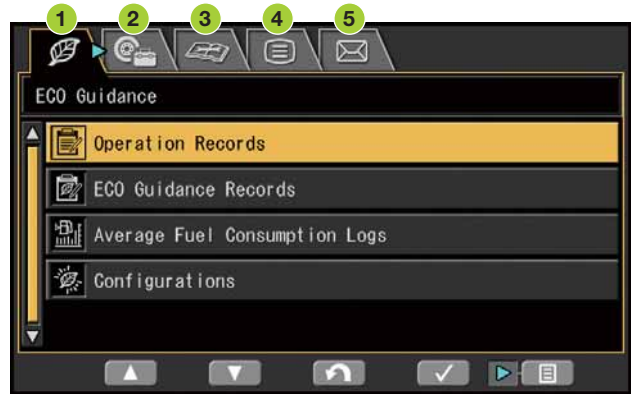 1 2 3 4 5
ECO Guidance
Operation Records
ECO Guidance Records
Average Fuel Consumption Logs
Configurations